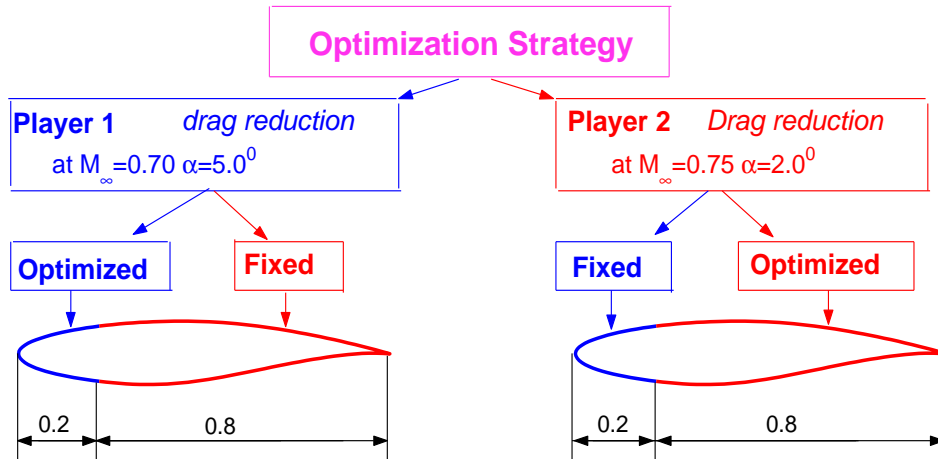 Optimization Strategy
Player 1 drag reduction
at M∞=0.70 α=5.0⁰
Player 2 Drag reduction
at M∞=0.75 α=2.0⁰
Optimized
Fixed
Fixed
Optimized
0.2
0.8
0.2
0.8